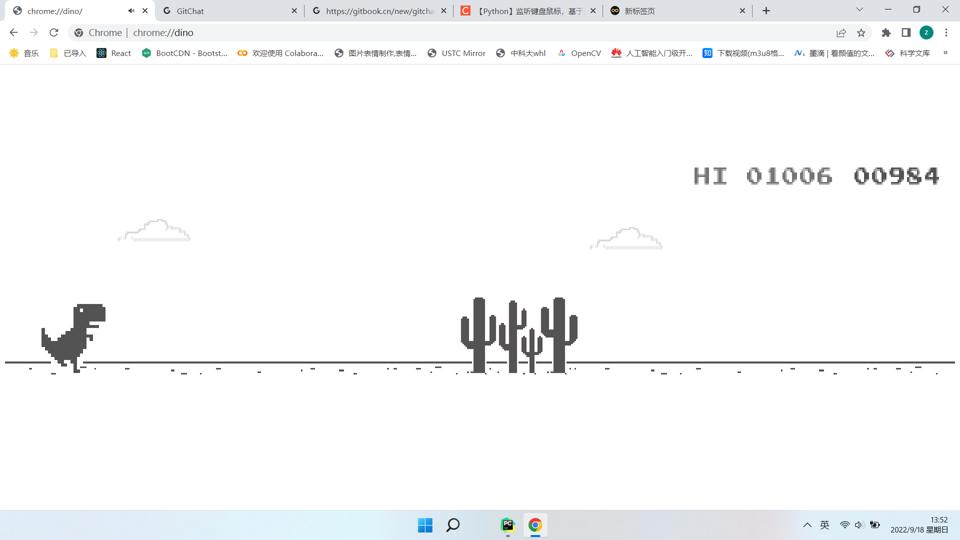 chrome://dino/
GitChat
https://gitbook.cn/new/gitcha
【Python】监听键盘鼠标，基于
新标签页
Chrome | chrome://dino
音乐
已导入
React
BootCDN - Bootst...
欢迎使用 Colabora...
图片表情制作,表情...
USTC Mirror
中科大whl
OpenCV
人工智能入门极开...
知
下载视频(m3u8格...
墨滴 | 看颜值的文...
科学文库
»
HI 01006 00984
PC
英
13:52
2022/9/18 星期日